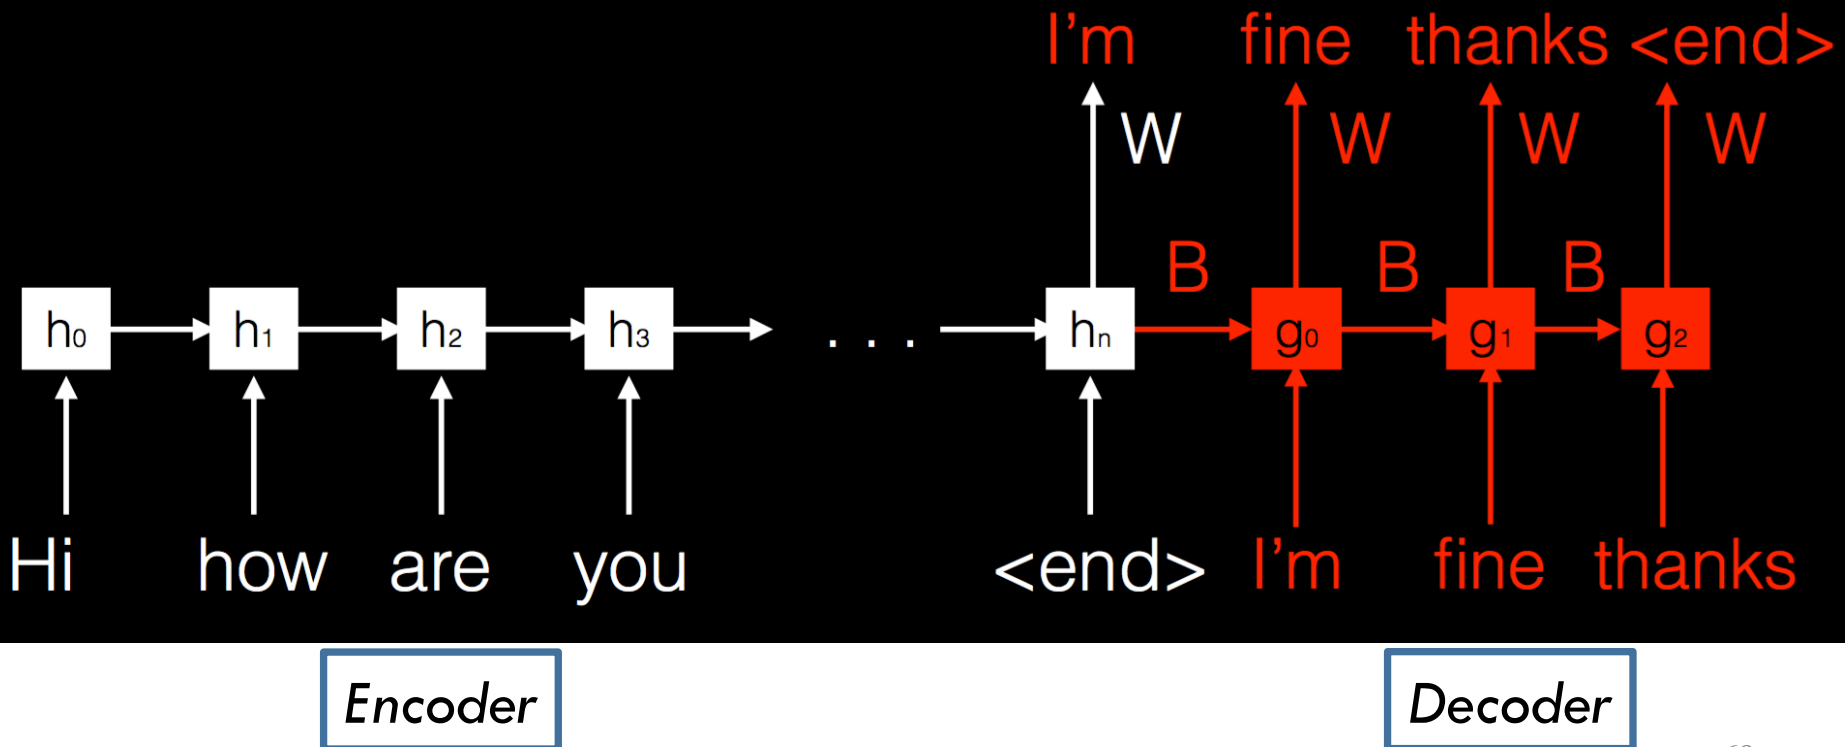 I'm fine thanks <end>
W W W W
B B B
h0 h1 h2 h3 . . . hn g0 g1 g2
Hi how are you <end> I'm fine thanks
Encoder Decoder